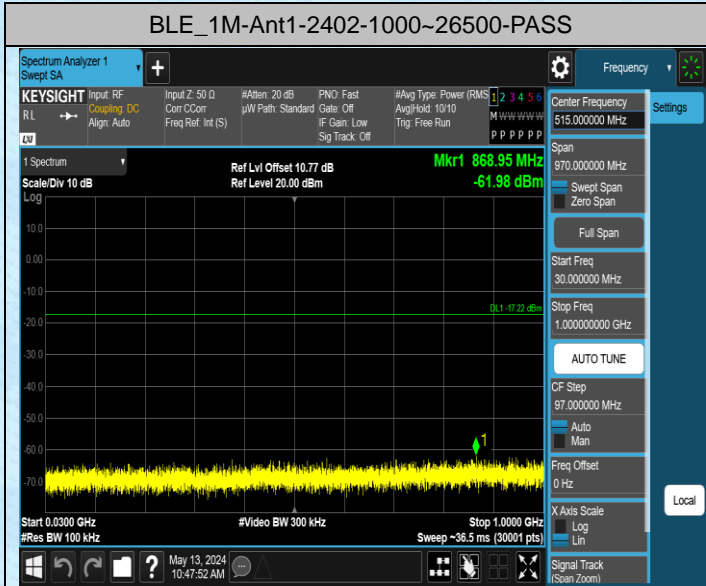 BLE_1M-Ant1-2402-1000~26500-PASS
Spectrum Analyzer 1
Swept SA
+
Frequency
KEYSIGHT
RL
LXI
Input: RF
Coupling: DC
Align: Auto
Input Z: 50 Ω
Corr CCorr
Freq Ref: Int (S)
#Atten: 20 dB
µW Path: Standard
PNO: Fast
Gate: Off
IF Gain: Low
Sig Track: Off
#Avg Type: Power (RMS
Avg|Hold: 10/10
Trig: Free Run
1 2 3 4 5 6
M W W W W W
P P P P P P
1 Spectrum
Scale/Div 10 dB
Log
Ref Lvl Offset 10.77 dB
Ref Level 20.00 dBm
Mkr1 868.95 MHz
-61.98 dBm
10.0
0.00
-10.0
DL1 -17.22 dBm
-20.0
-30.0
-40.0
-50.0
-60.0
1
-70.0
Start 0.0300 GHz
#Res BW 100 kHz
#Video BW 300 kHz
Stop 1.0000 GHz
Sweep ~36.5 ms (30001 pts)
?
May 13, 2024
10:47:52 AM
Center Frequency
515.000000 MHz
Span
970.000000 MHz
Swept Span
Zero Span
Full Span
Start Freq
30.000000 MHz
Stop Freq
1.000000000 GHz
AUTO TUNE
CF Step
97.000000 MHz
Auto
Man
Freq Offset
0 Hz
X Axis Scale
Log
Lin
Signal Track
(Span Zoom)
Settings
Local